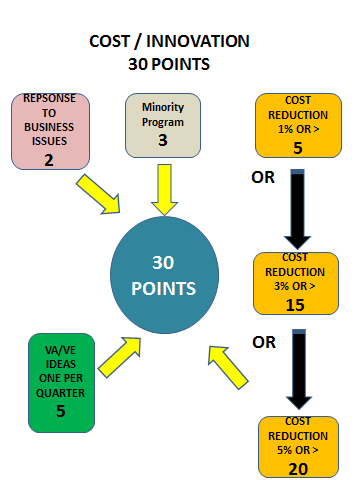 COST / INNOVATION
30 POINTS
REPSONSE
TO
BUSINESS
ISSUES
2
Minority
Program
3
COST
REDUCTION
1% OR >
5
OR
30
POINTS
COST
REDUCTION
3% OR >
15
OR
VA/VE
IDEAS
ONE PER
QUARTER
5
COST
REDUCTION
5% OR >
20